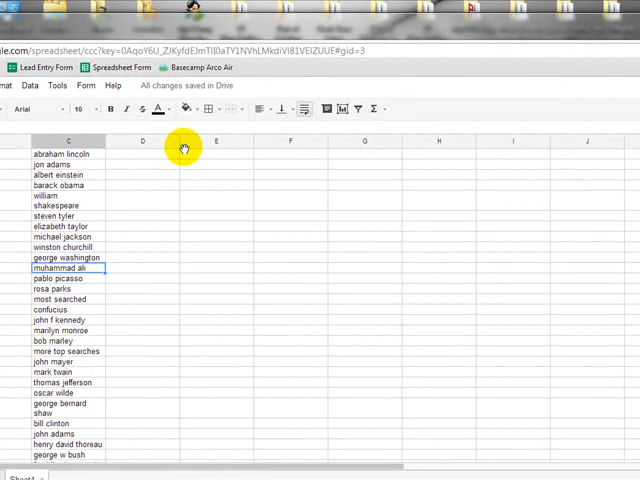 gle.com/spreadsheet/ccc?key=0AqoY6U_ZJKyfdEJmTII0aTY1NVhLMkdiVl81VElZUUE#gid=3
Lead Entry Form Spreadsheet Form Basecamp Arco Air
mat Data Tools Form Help All changes saved in Drive
Arial 10 B I S A Σ
C D E F G H I J
abraham lincoln
jon adams
albert einstein
barack obama
william
shakespeare
steven tyler
elizabeth taylor
michael jackson
winston churchill
george washington
muhammad ali
pablo picasso
rosa parks
most searched
confucius
john f kennedy
marilyn monroe
bob marley
more top searches
john mayer
mark twain
thomas jefferson
oscar wilde
george bernard
shaw
bill clinton
john adams
henry david thoreau
george w bush
Sheet4